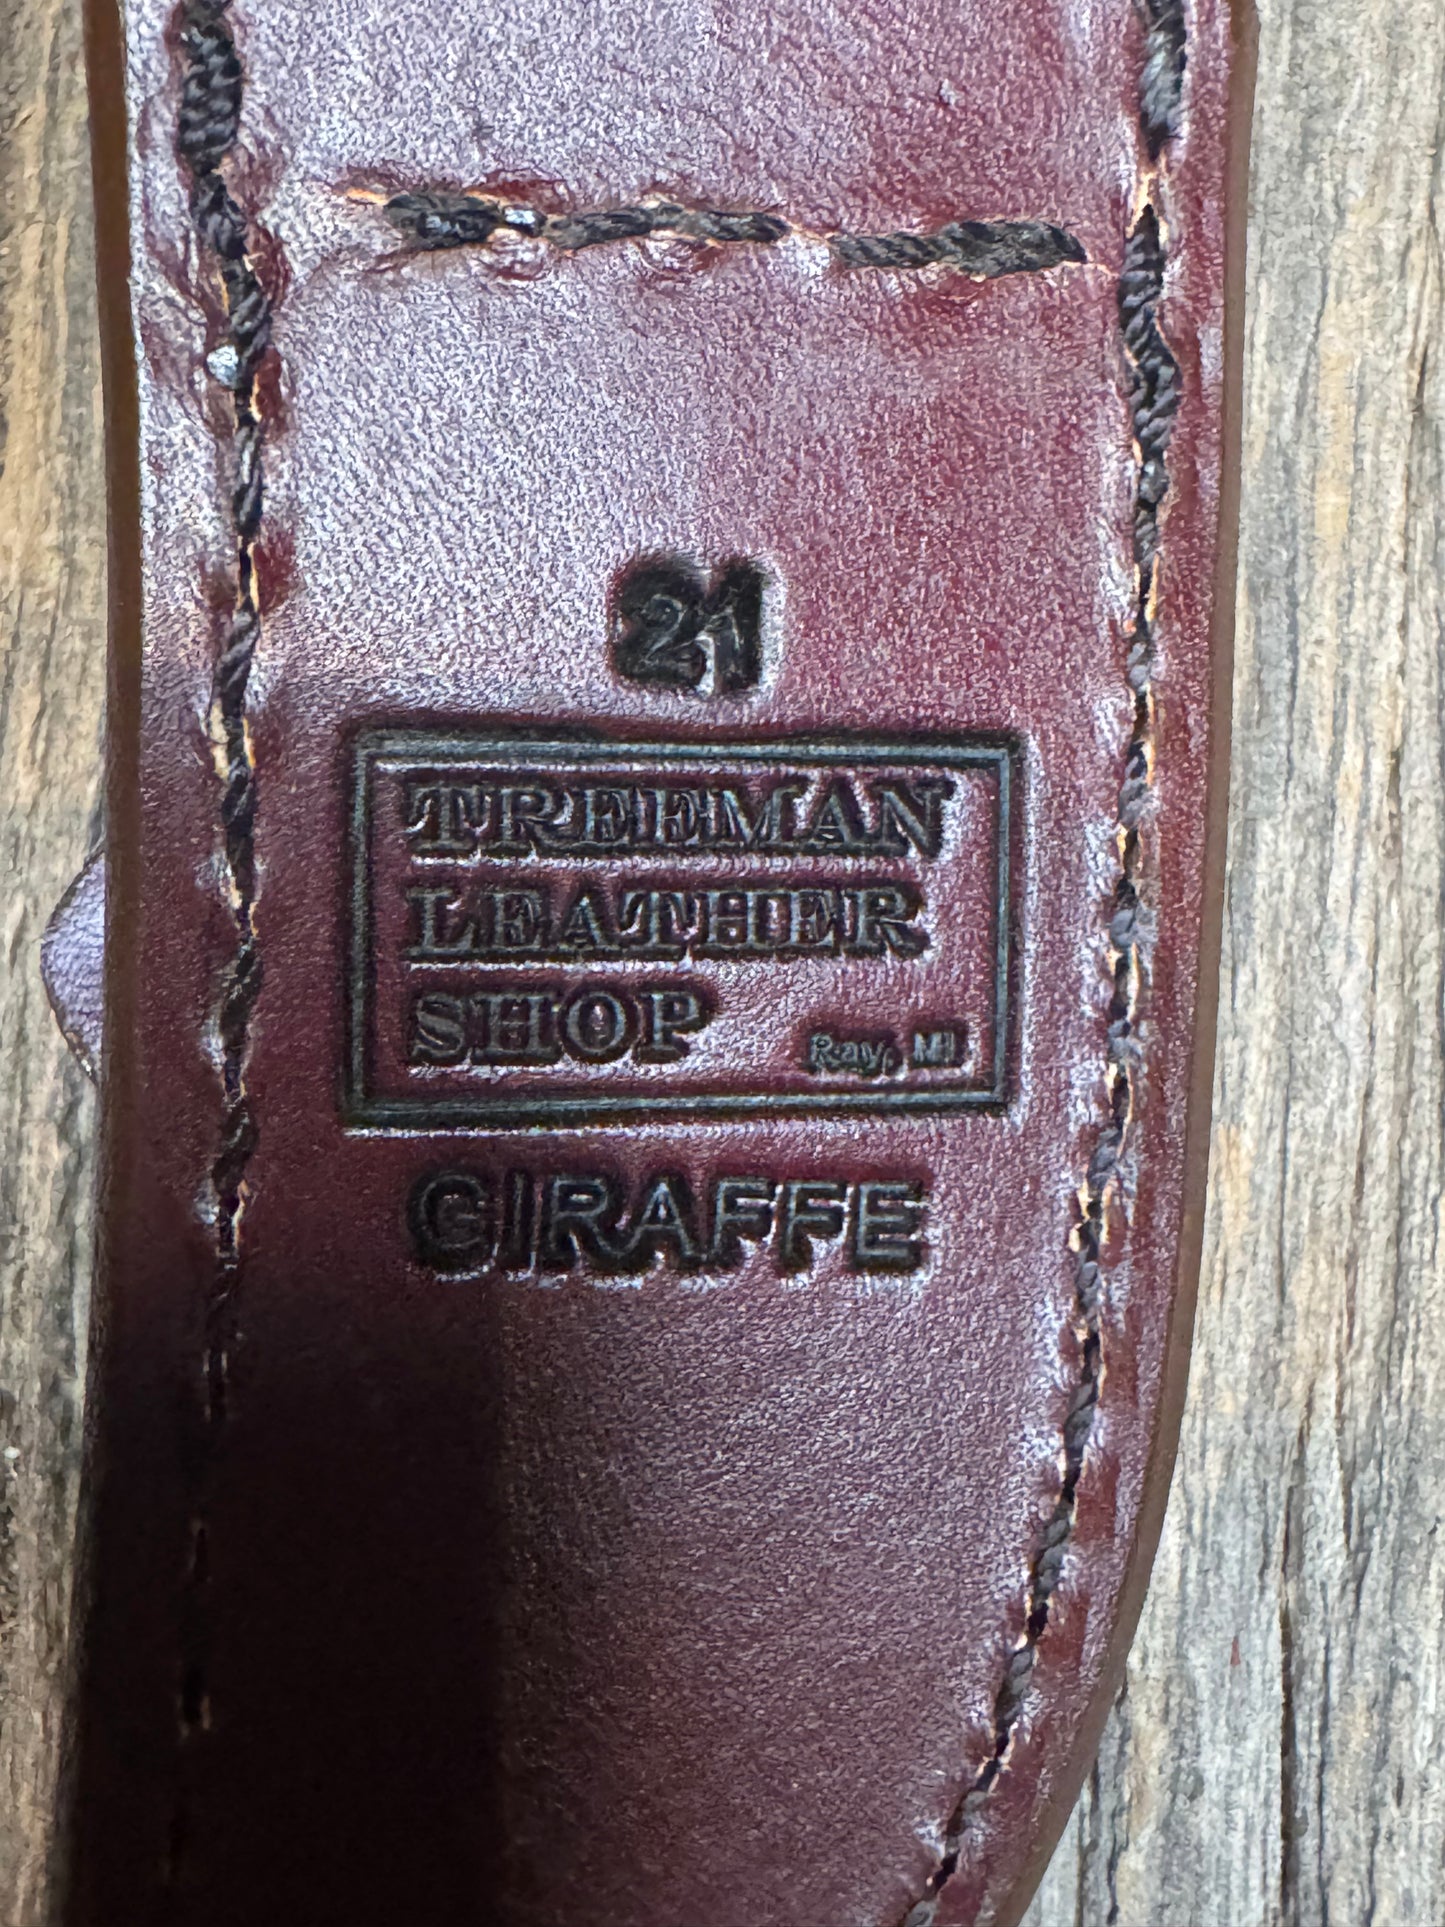 21
TREEMAN
LEATHER
SHOP Ray, MI
GIRAFFE